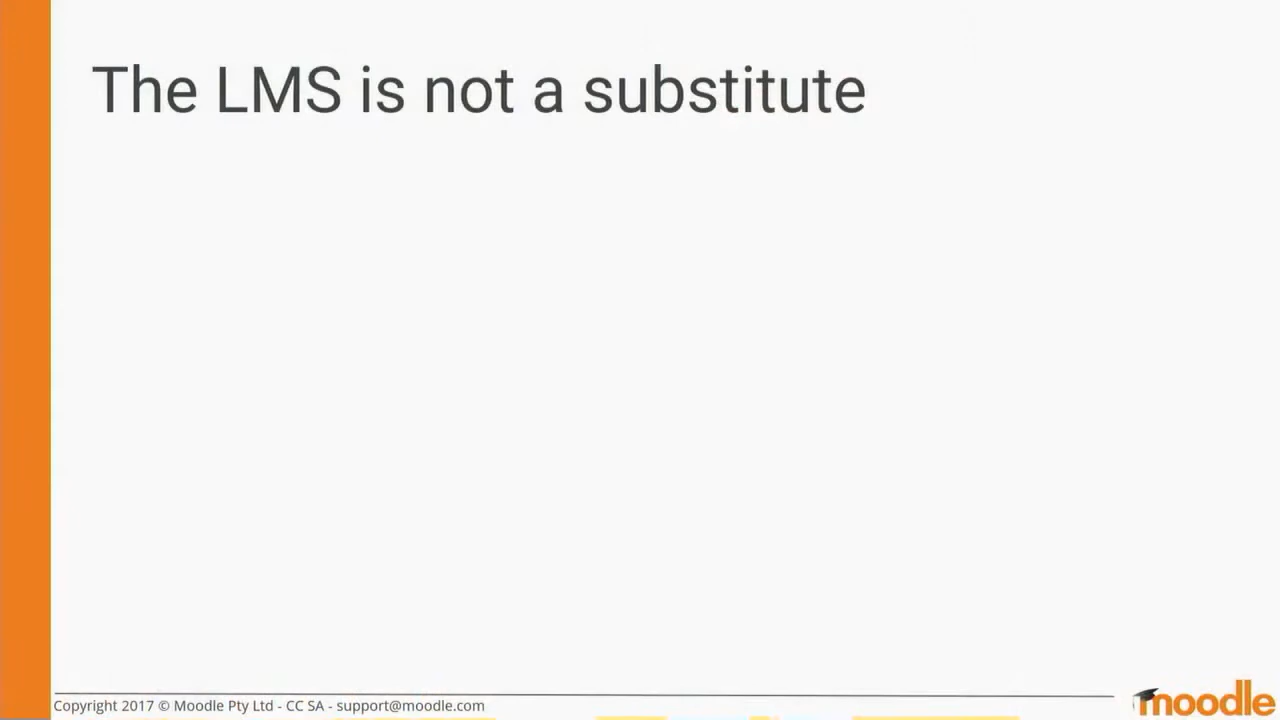 The LMS is not a substitute
Copyright 2017 © Moodle Pty Ltd - CC SA - support@moodle.com
moodle